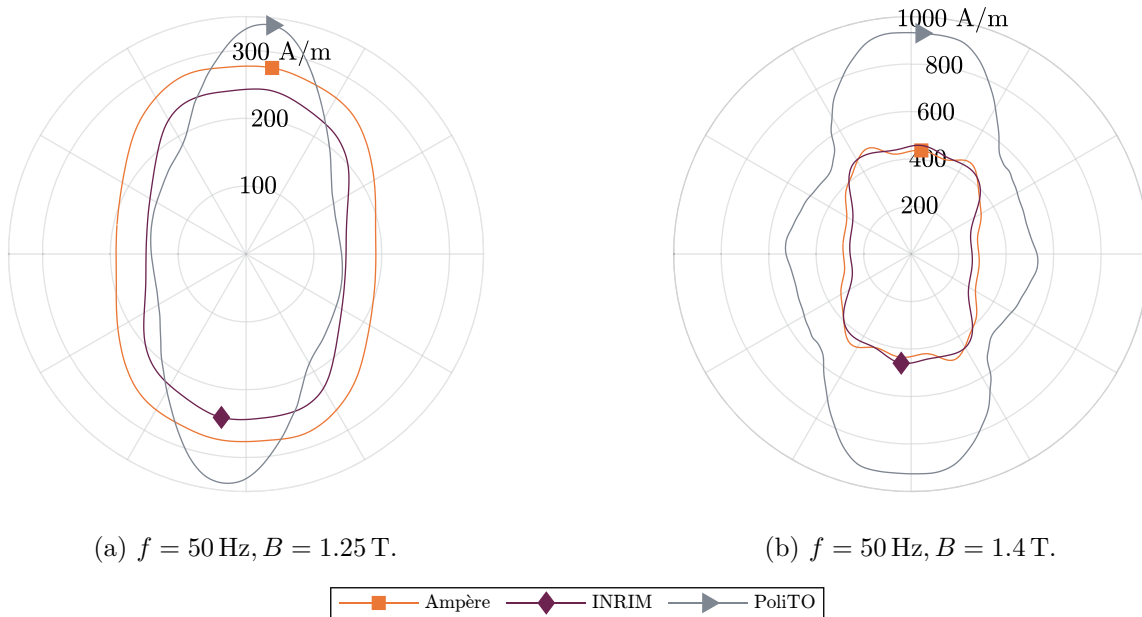 300 A/m
200
100
1000 A/m
800
600
400
200
(a) f = 50 Hz, B = 1.25 T.
(b) f = 50 Hz, B = 1.4 T.
Ampère INRIM PoliTO